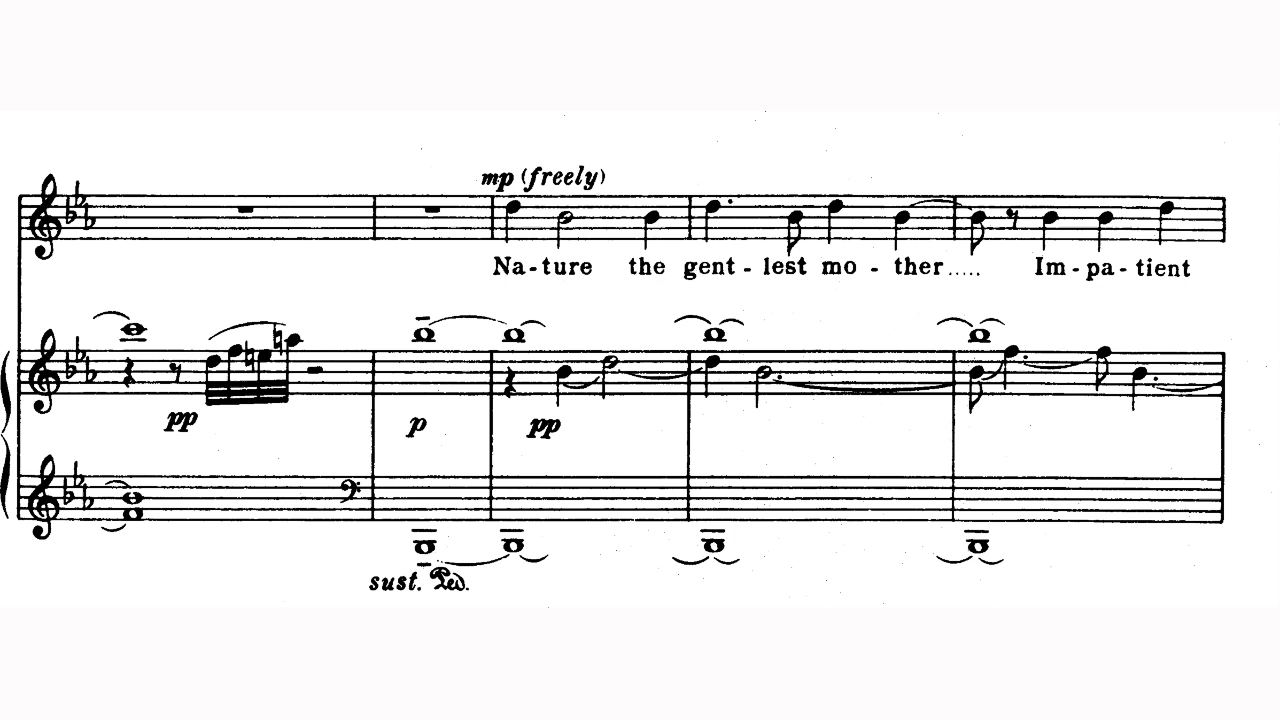 mp (freely)
Na-ture the gent-lest mo-ther..... Im-pa-tient
pp p pp
sust. Ped.